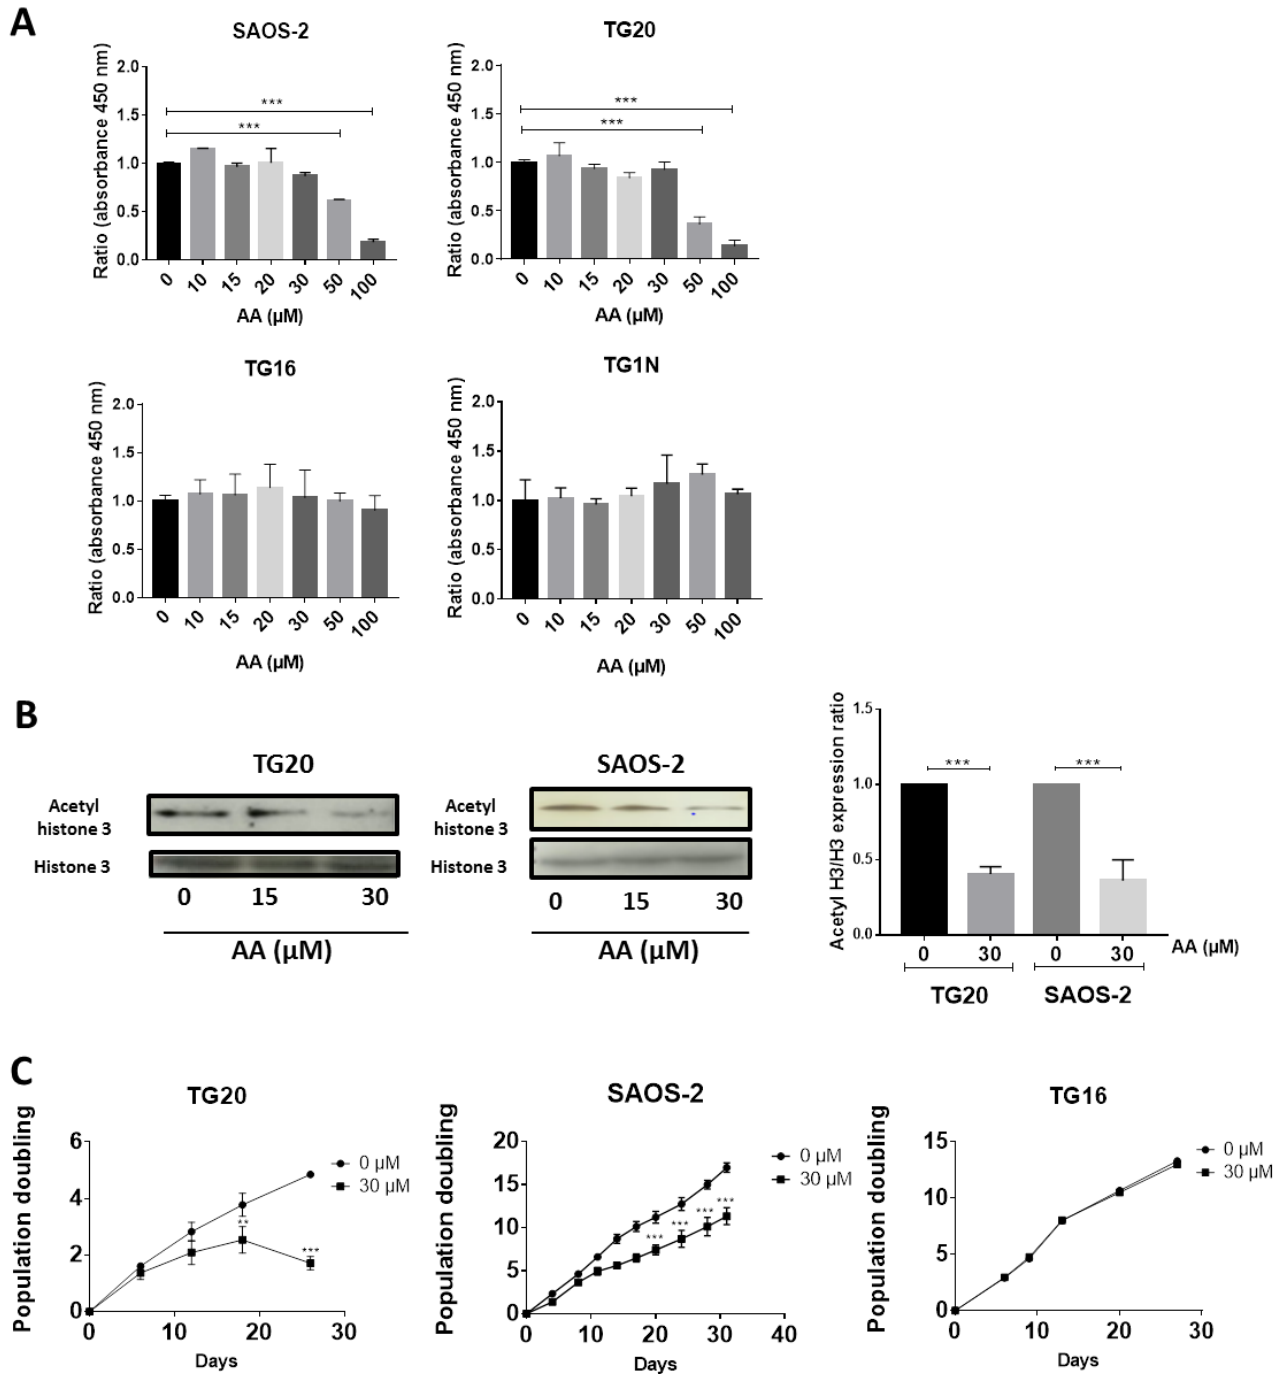 A
SAOS-2
Ratio (absorbance 450 nm)
2.0
1.5
1.0
0.5
0.0
***
***
0 10 15 20 30 50 100
AA (µM)
TG20
Ratio (absorbance 450 nm)
2.0
1.5
1.0
0.5
0.0
***
***
0 10 15 20 30 50 100
AA (µM)
TG16
Ratio (absorbance 450 nm)
2.0
1.5
1.0
0.5
0.0
0 10 15 20 30 50 100
AA (µM)
TG1N
Ratio (absorbance 450 nm)
2.0
1.5
1.0
0.5
0.0
0 10 15 20 30 50 100
AA (µM)
B
TG20
Acetyl
histone 3
Histone 3
0 15 30
AA (µM)
SAOS-2
Acetyl
histone 3
Histone 3
0 15 30
AA (µM)
Acetyl H3/H3 expression ratio
1.5
1.0
0.5
0.0
*** ***
0 30 0 30 AA (µM)
TG20 SAOS-2
C
TG20
Population doubling
6
4
2
0
0 µM
30 µM
**
***
0 10 20 30
Days
SAOS-2
Population doubling
20
15
10
5
0
0 µM
30 µM
*** *** *** ***
0 10 20 30 40
Days
TG16
Population doubling
15
10
5
0
0 µM
30 µM
0 10 20 30
Days